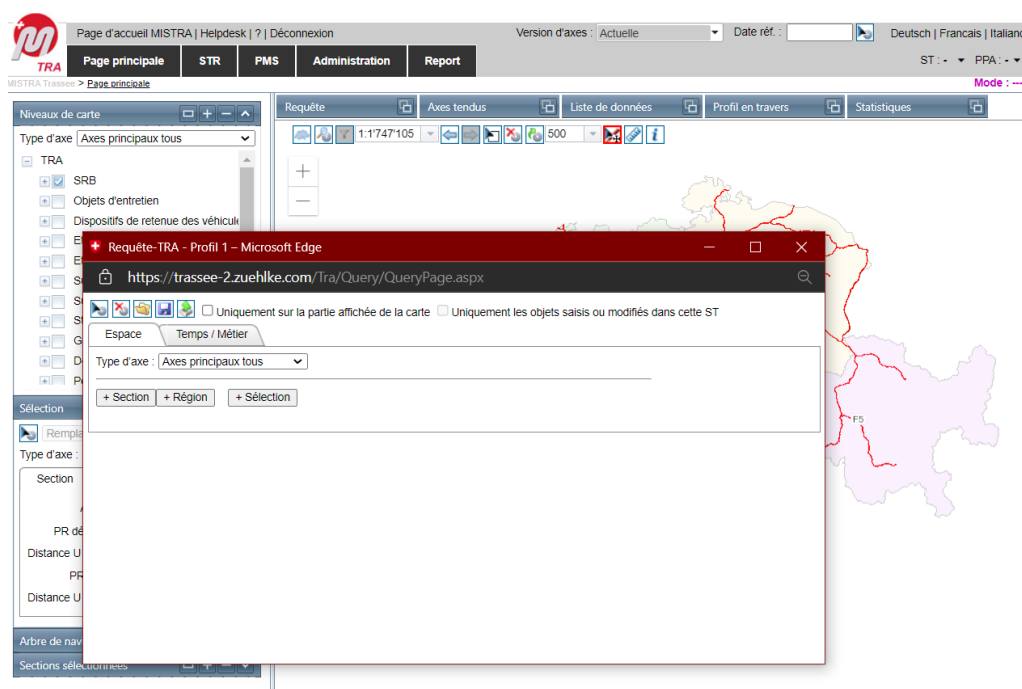 Page d'accueil MISTRA | Helpdesk | ? | Déconnexion
Version d'axes : Actuelle
Date réf. :
Deutsch | Francais | Italiano
TRA
Page principale
STR
PMS
Administration
Report
ST : -
PPA : -
MISTRA Trassee > Page principale
Mode : ---
Niveaux de carte
Requête
Axes tendus
Liste de données
Profil en travers
Statistiques
Type d'axe Axes principaux tous
1:1'747'105
500
TRA
SRB
Objets d'entretien
Dispositifs de retenue des véhicule
Requête-TRA - Profil 1 – Microsoft Edge
https://trassee-2.zuehlke.com/Tra/Query/QueryPage.aspx
Uniquement sur la partie affichée de la carte
Uniquement les objets saisis ou modifiés dans cette ST
Espace
Temps / Métier
Type d'axe : Axes principaux tous
+ Section
+ Région
+ Sélection
F5
Sélection
Type d'axe :
Section
PR dé
Distance U
PR
Distance U
Arbre de nav
Sections sélectionnées